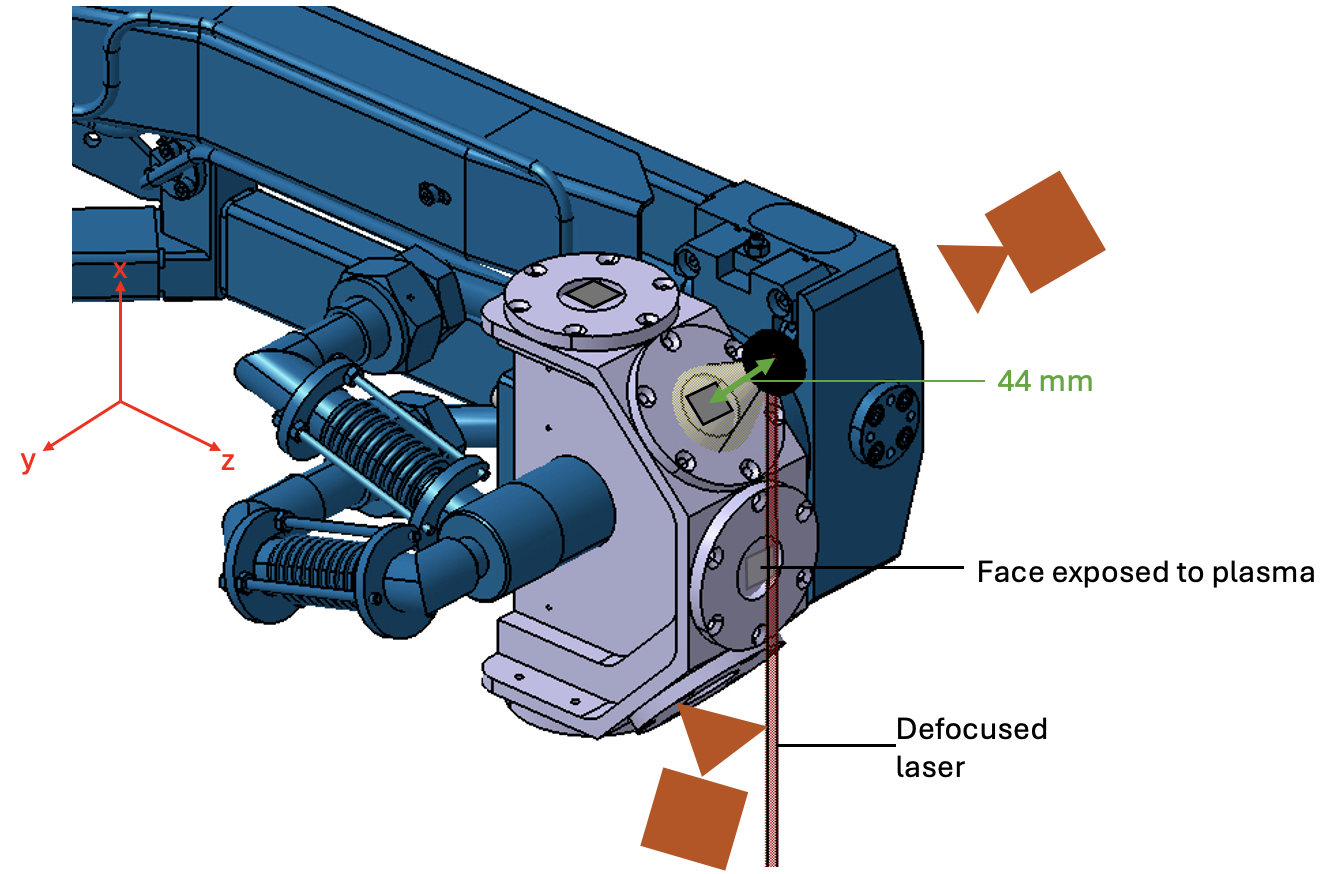 x
y
z
44 mm
Face exposed to plasma
Defocused
laser